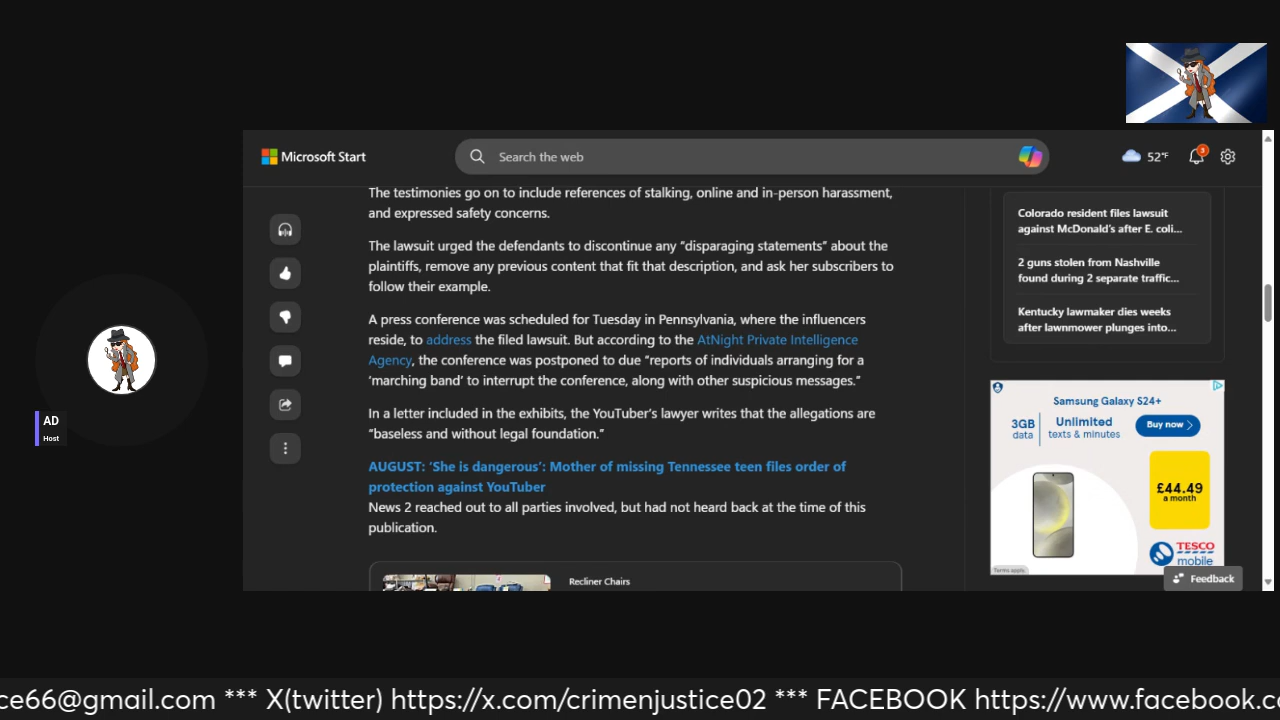 Microsoft Start
Search the web
52°F
3
The testimonies go on to include references of stalking, online and in-person harassment,
and expressed safety concerns.
The lawsuit urged the defendants to discontinue any “disparaging statements” about the
plaintiffs, remove any previous content that fit that description, and ask her subscribers to
follow their example.
A press conference was scheduled for Tuesday in Pennsylvania, where the influencers
reside, to address the filed lawsuit. But according to the AtNight Private Intelligence
Agency, the conference was postponed to due “reports of individuals arranging for a
‘marching band’ to interrupt the conference, along with other suspicious messages.”
In a letter included in the exhibits, the YouTuber’s lawyer writes that the allegations are
“baseless and without legal foundation.”
AUGUST: ‘She is dangerous’: Mother of missing Tennessee teen files order of
protection against YouTuber
News 2 reached out to all parties involved, but had not heard back at the time of this
publication.
Recliner Chairs
Colorado resident files lawsuit
against McDonald's after E. coli...
2 guns stolen from Nashville
found during 2 separate traffic...
Kentucky lawmaker dies weeks
after lawnmower plunges into...
Samsung Galaxy S24+
3GB
data
Unlimited
texts & minutes
Buy now
£44.49
a month
TESCO
mobile
Terms apply.
Feedback
AD
Host
ce66@gmail.com *** X(twitter) https://x.com/crimenjustice02 *** FACEBOOK https://www.facebook.c